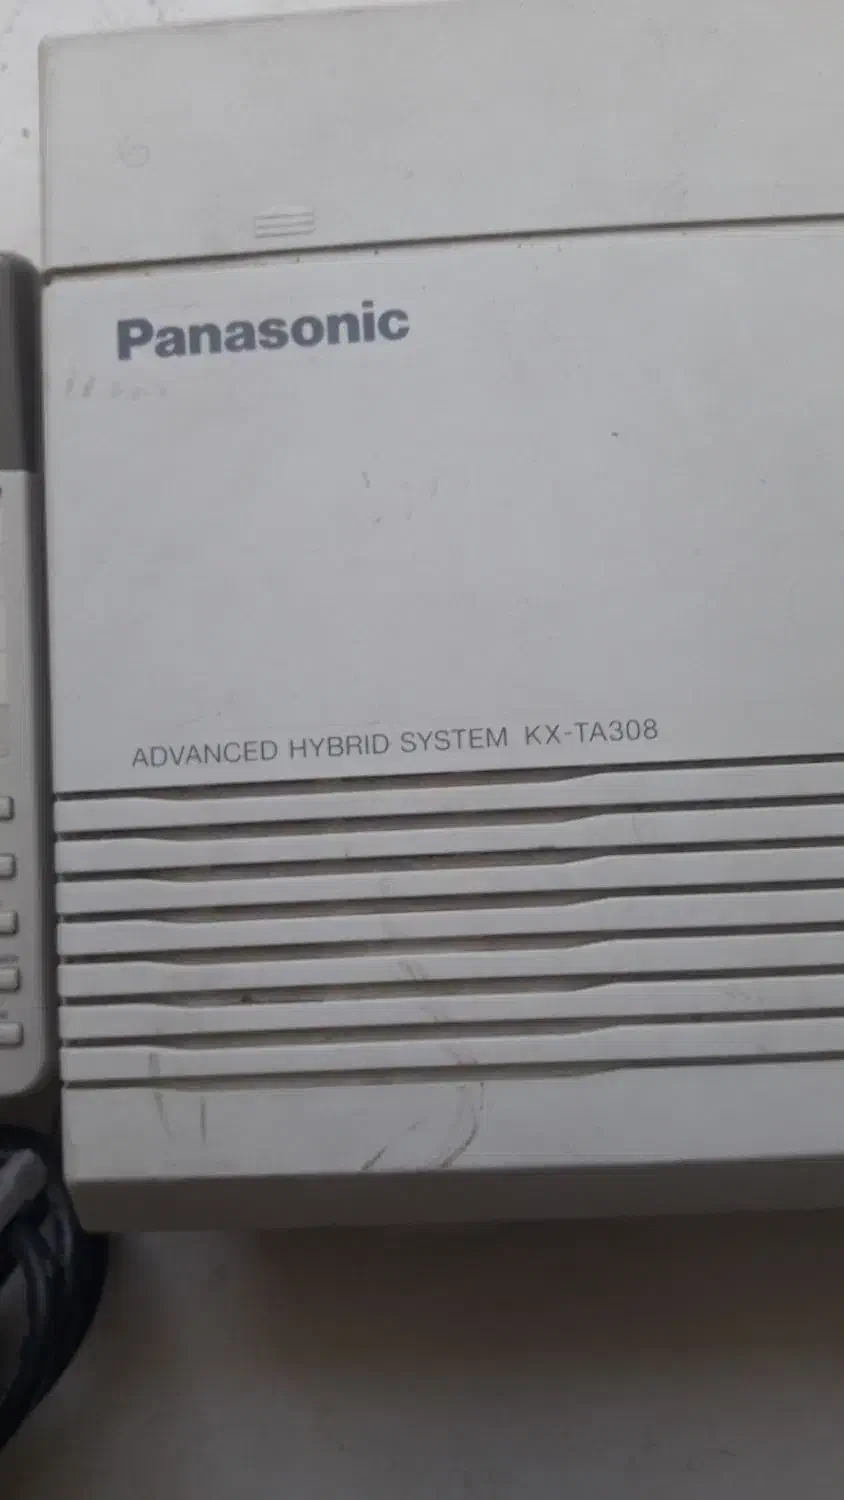 Panasonic
ADVANCED HYBRID SYSTEM KX-TA308